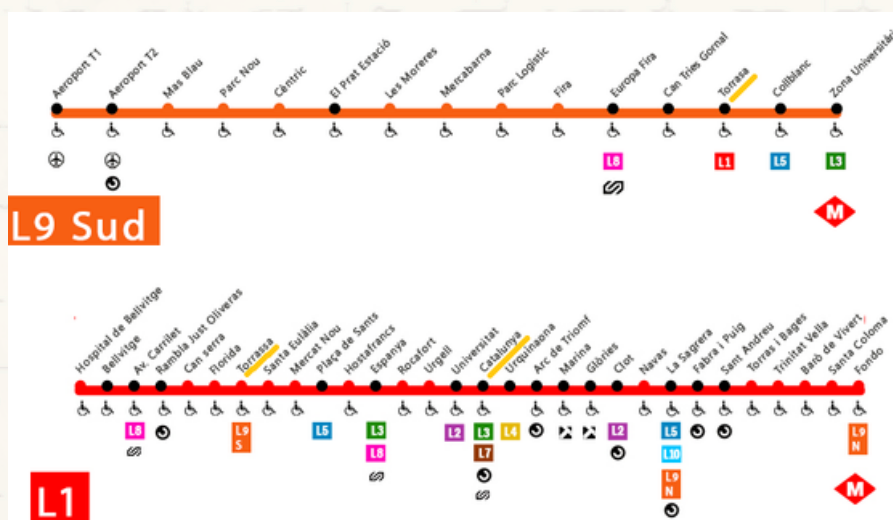 Aeroport T1
Aeroport T2
Mas Blau
Parc Nou
Cèntric
El Prat Estació
Les Moreres
Mercabarna
Parc Logístic
Fira
Europa Fira
Can Tries Gornal
Torrasa
Collblanc
Zona Universitàri
L8
L1
L5
L3
L9 Sud
M
Hospital de Bellvitge
Bellvitge
Av. Carrilet
Rambla Just Oliveras
Can serra
Florida
Torrassa
Santa Eulàlia
Mercat Nou
Plaça de Sants
Hostafrancs
Espanya
Rocafort
Urgell
Universitat
Catalunya
Urquinaona
Arc de Triomf
Marina
Glòries
Clot
Navas
La Sagrera
Fabra i Puig
Sant Andreu
Torras i Bages
Trinitat Vella
Baró de Vivert
Santa Coloma
Fondo
L8
L9 S
L5
L3
L8
L2
L3
L7
L4
L2
L5
L10
L9 N
L9 N
L1
M